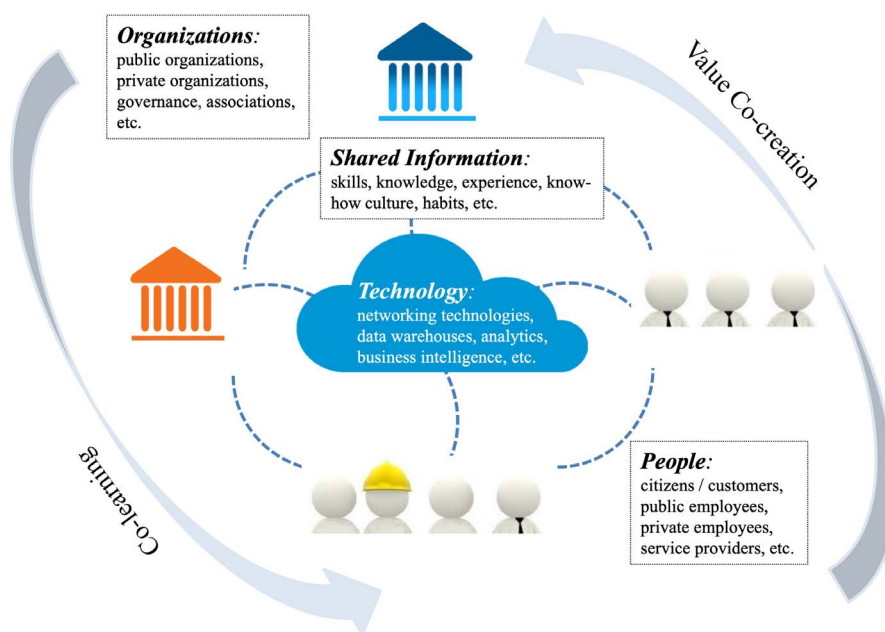 Organizations:
public organizations,
private organizations,
governance, associations,
etc.
Value Co-creation
Shared Information:
skills, knowledge, experience, know-
how culture, habits, etc.
Technology:
networking technologies,
data warehouses, analytics,
business intelligence, etc.
Co-learning
People:
citizens / customers,
public employees,
private employees,
service providers, etc.